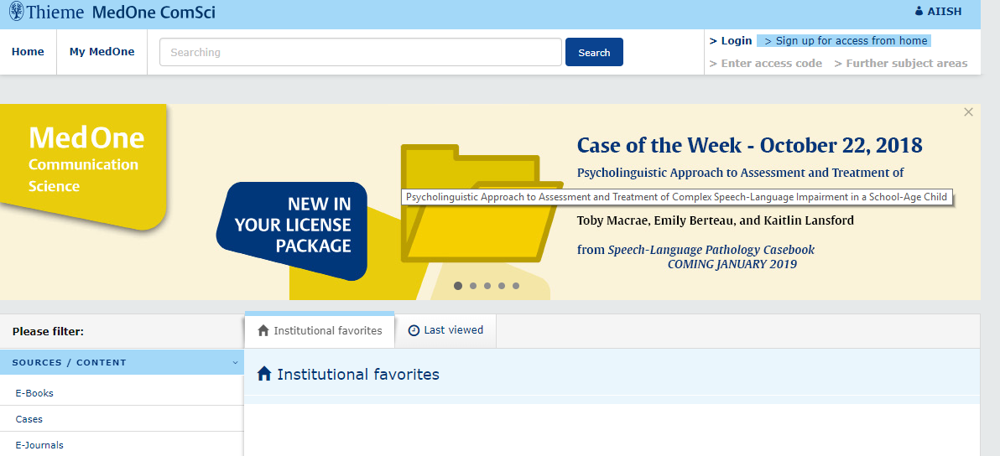 Thieme MedOne ComSci
AIISH
Home
My MedOne
Searching
Search
> Login
> Sign up for access from home
> Enter access code
> Further subject areas
MedOne
Communication
Science
NEW IN
YOUR LICENSE
PACKAGE
Case of the Week - October 22, 2018
Psycholinguistic Approach to Assessment and Treatment of
Psycholinguistic Approach to Assessment and Treatment of Complex Speech-Language Impairment in a School-Age Child
Toby Macrae, Emily Berteau, and Kaitlin Lansford
from Speech-Language Pathology Casebook
COMING JANUARY 2019
Please filter:
Institutional favorites
Last viewed
SOURCES / CONTENT
Institutional favorites
E-Books
Cases
E-Journals